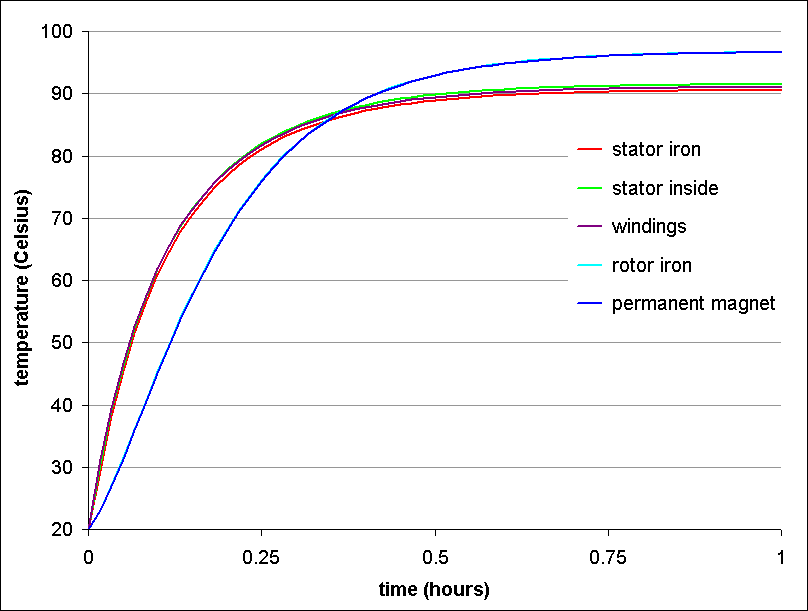 100
90
80
70
60
50
40
30
20
temperature (Celsius)
stator iron
stator inside
windings
rotor iron
permanent magnet
0
0.25
0.5
0.75
1
time (hours)